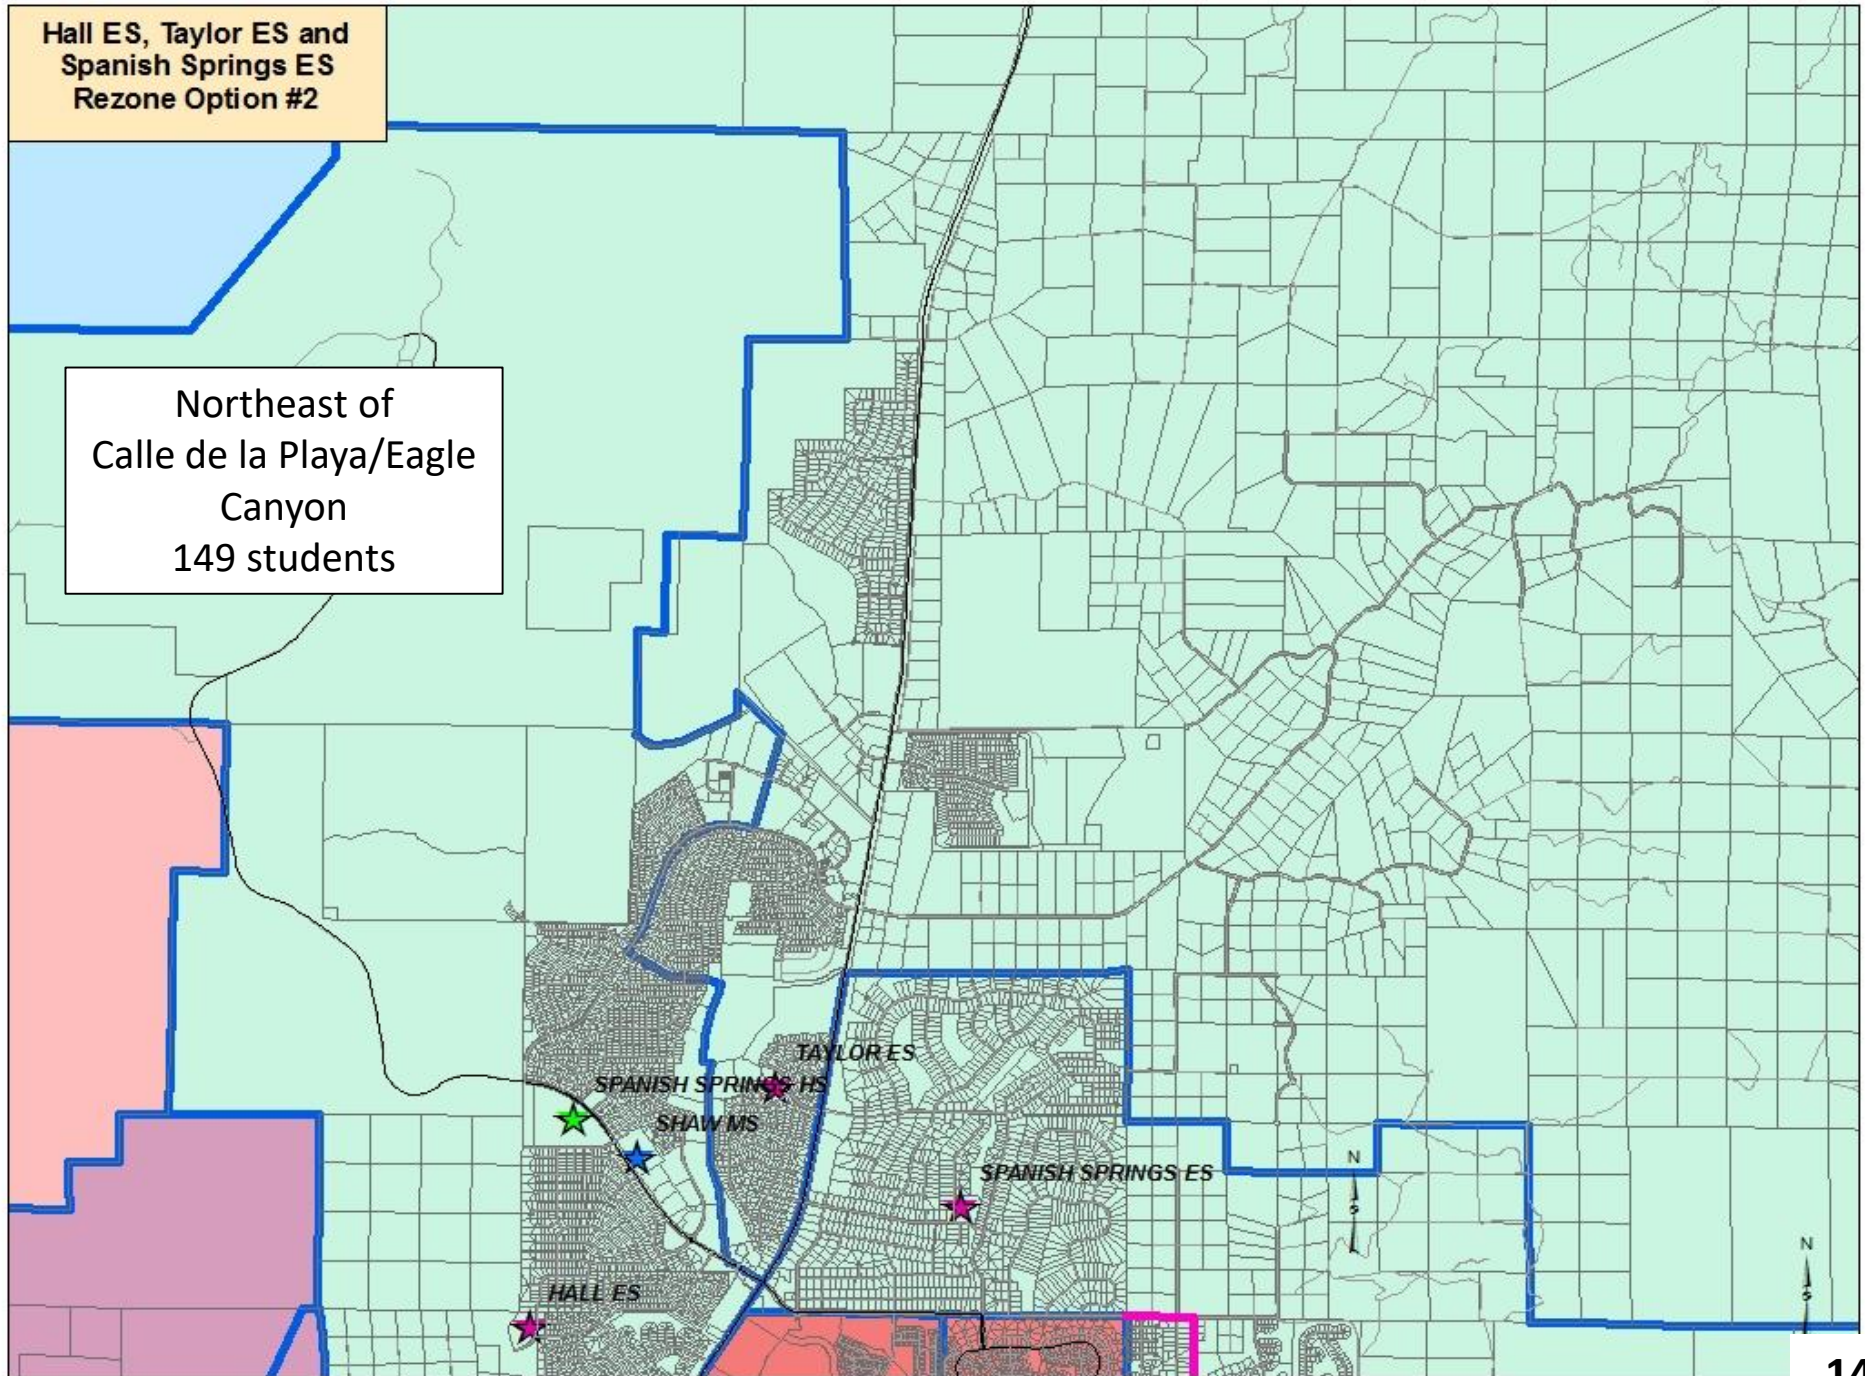 Hall ES, Taylor ES and
Spanish Springs ES
Rezone Option #2
Northeast of
Calle de la Playa/Eagle
Canyon
149 students
TAYLOR ES
SPANISH SPRINGS HS
SHAW MS
SPANISH SPRINGS ES
HALL ES
N
S
N
S
14